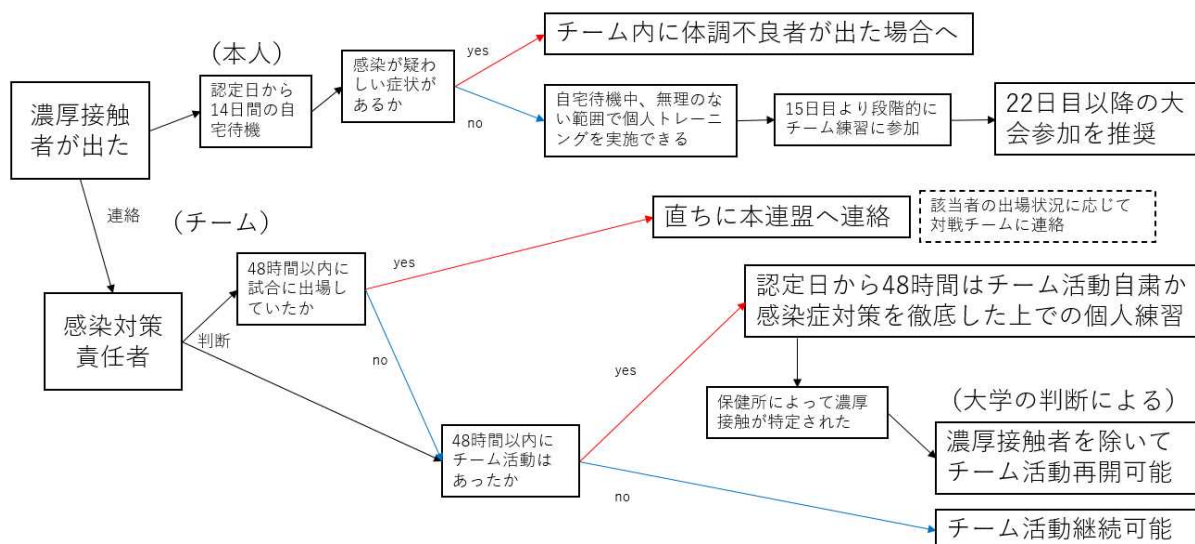 濃厚接触
者が出た
（本人）
認定日から
14日間の自
宅待機
感染が疑わ
しい症状が
あるか
yes
no
チーム内に体調不良者が出た場合へ
自宅待機中、無理のな
い範囲で個人トレーニ
ングを実施できる
15日目より段階的に
チーム練習に参加
22日目以降の大
会参加を推奨
連絡
（チーム）
感染対策
責任者
判断
48時間以内に
試合に出場し
ていたか
yes
no
直ちに本連盟へ連絡
該当者の出場状況に応じて
対戦チームに連絡
48時間以内に
チーム活動は
あったか
yes
no
認定日から48時間はチーム活動自粛か
感染症対策を徹底した上での個人練習
保健所によって濃厚
接触が特定された
（大学の判断による）
濃厚接触者を除いて
チーム活動再開可能
チーム活動継続可能